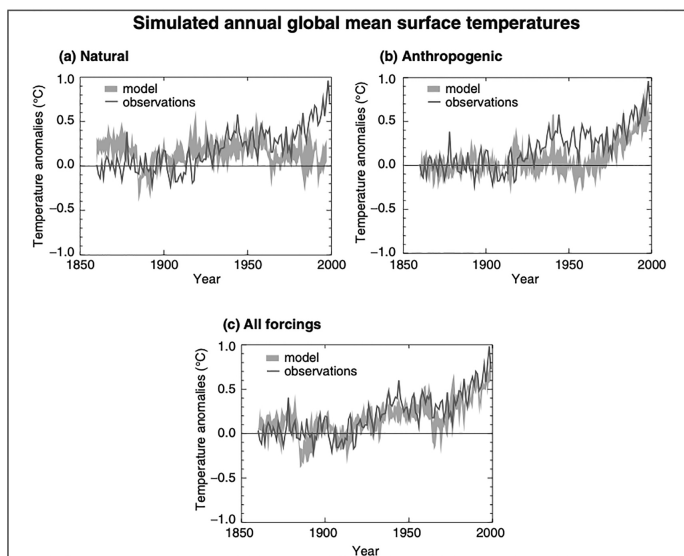 Simulated annual global mean surface temperatures
(a) Natural
1.0
0.5
0.0
−0.5
−1.0
Temperature anomalies (°C)
model
observations
1850
1900
1950
2000
Year
(b) Anthropogenic
1.0
0.5
0.0
−0.5
−1.0
Temperature anomalies (°C)
model
observations
1850
1900
1950
2000
Year
(c) All forcings
1.0
0.5
0.0
−0.5
−1.0
Temperature anomalies (°C)
model
observations
1850
1900
1950
2000
Year